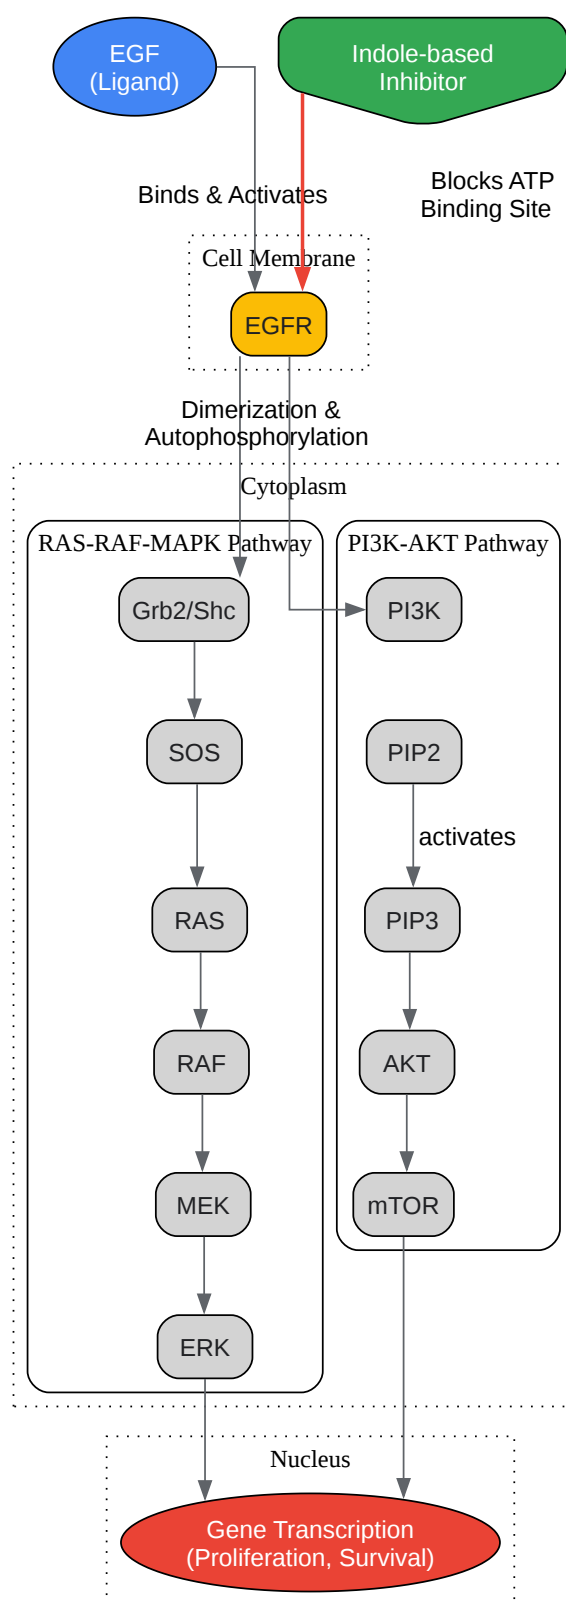 EGF
(Ligand)
Indole-based
Inhibitor
Binds & Activates
Blocks ATP
Binding Site
Cell Membrane
EGFR
Dimerization &
Autophosphorylation
Cytoplasm
RAS-RAF-MAPK Pathway
PI3K-AKT Pathway
Grb2/Shc
PI3K
SOS
PIP2
activates
RAS
PIP3
RAF
AKT
MEK
mTOR
ERK
Nucleus
Gene Transcription
(Proliferation, Survival)